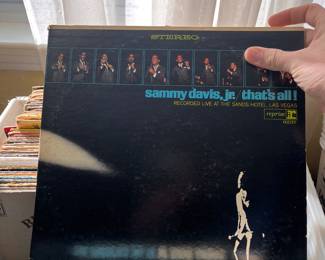 STEREO
sammy davis, jr./that's all!
RECORDED LIVE AT THE SANDS HOTEL, LAS VEGAS
reprise